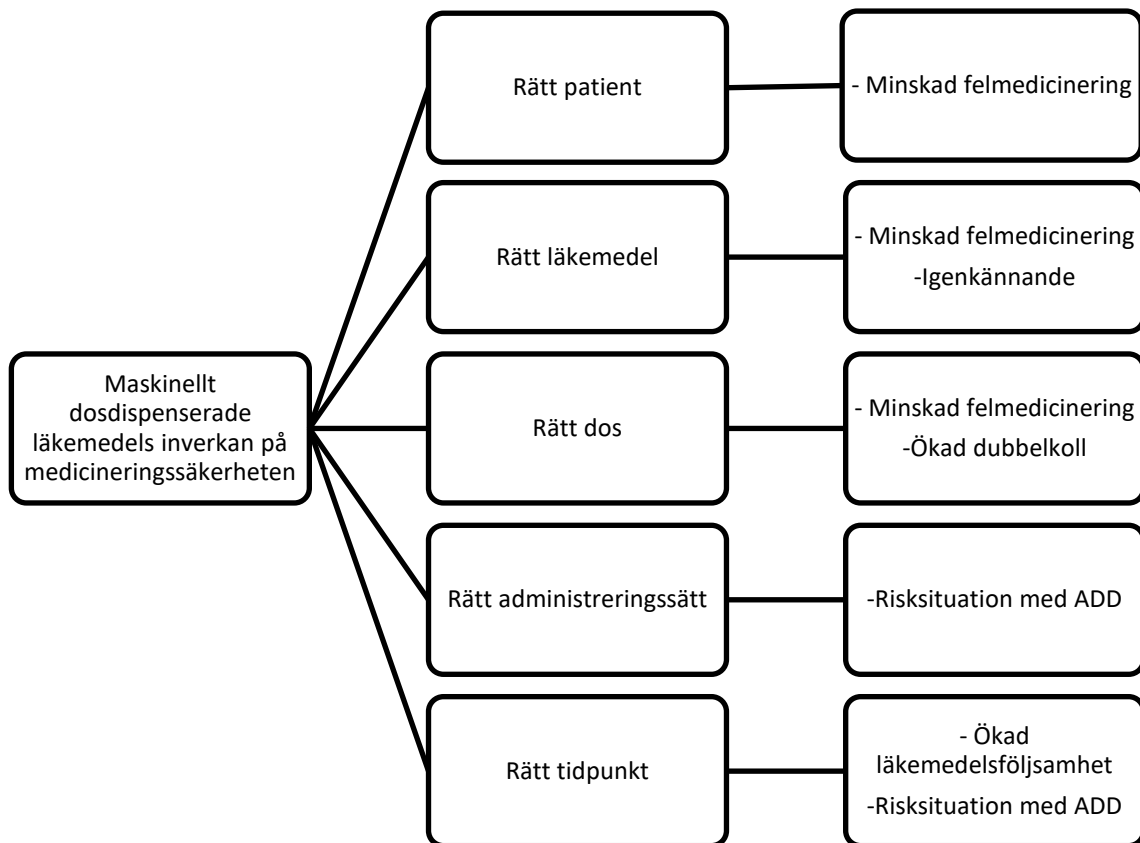 Rätt patient
- Minskad felmedicinering
Rätt läkemedel
- Minskad felmedicinering
-Igenkännande
Maskinellt
dosdispenserade
läkemedels inverkan på
medicineringssäkerheten
Rätt dos
- Minskad felmedicinering
-Ökad dubbelkoll
Rätt administreringssätt
-Risksituation med ADD
Rätt tidpunkt
- Ökad
läkemedelsföljsamhet
-Risksituation med ADD